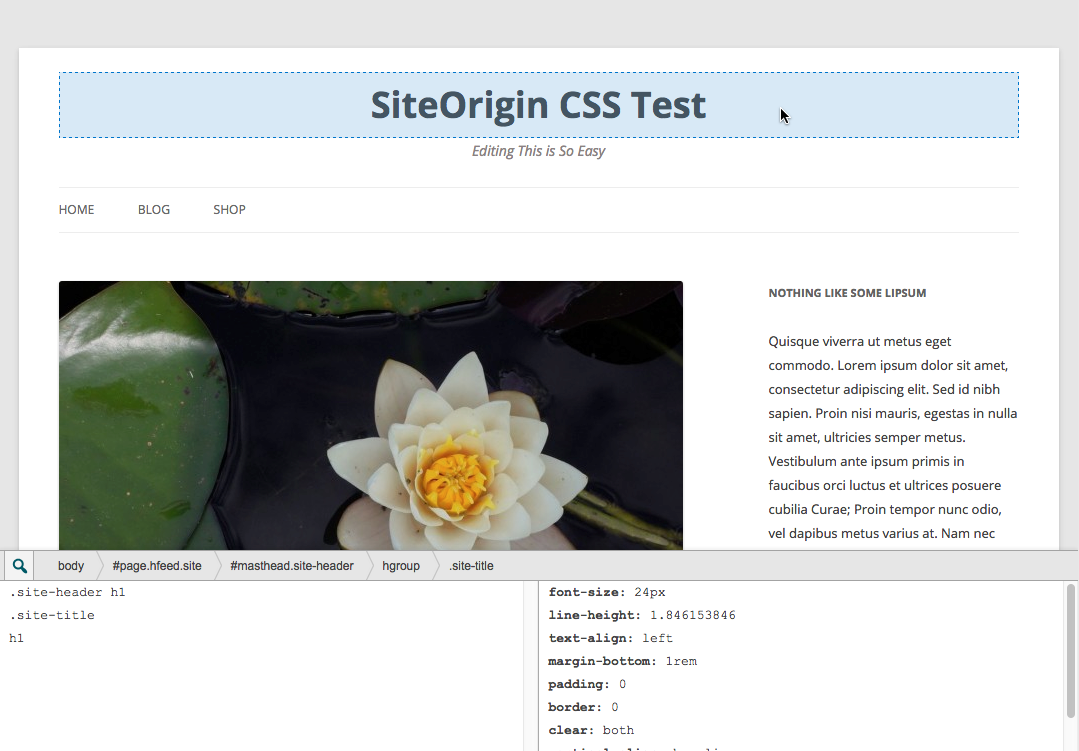 SiteOrigin CSS Test
Editing This is So Easy
HOME BLOG SHOP
NOTHING LIKE SOME LIPSUM
Quisque viverra ut metus eget
commodo. Lorem ipsum dolor sit amet,
consectetur adipiscing elit. Sed id nibh
sapien. Proin nisi mauris, egestas in nulla
sit amet, ultricies semper metus.
Vestibulum ante ipsum primis in
faucibus orci luctus et ultrices posuere
cubilia Curae; Proin tempor nunc odio,
vel dapibus metus varius at. Nam nec
body #page.hfeed.site #masthead.site-header hgroup .site-title
.site-header h1
.site-title
h1
font-size: 24px
line-height: 1.846153846
text-align: left
margin-bottom: 1rem
padding: 0
border: 0
clear: both